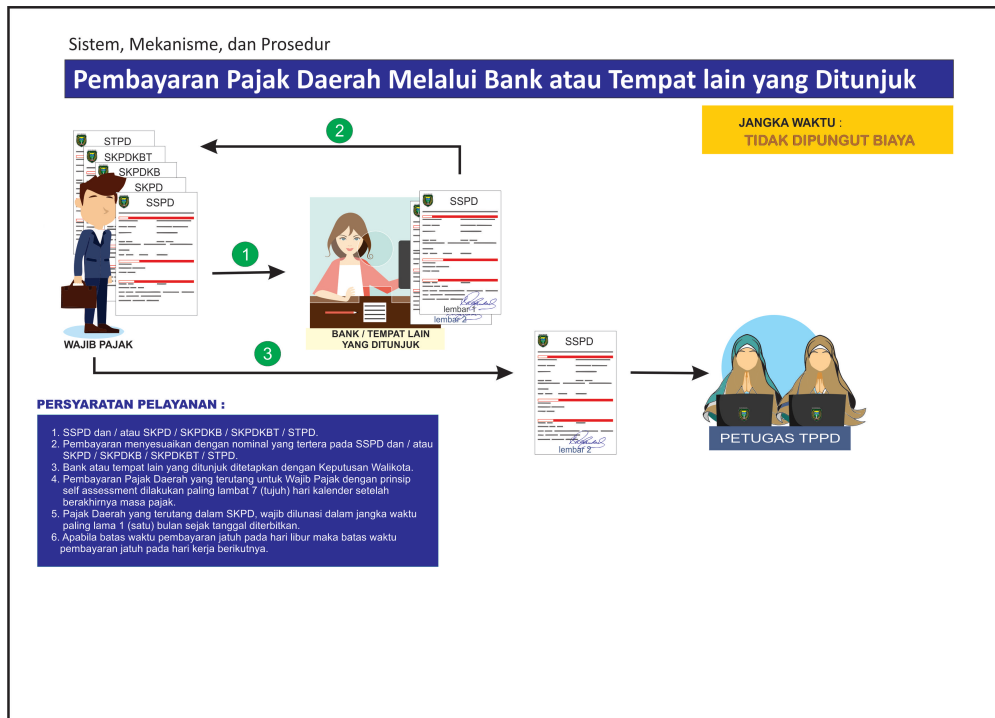 Sistem, Mekanisme, dan Prosedur
Pembayaran Pajak Daerah Melalui Bank atau Tempat lain yang Ditunjuk
JANGKA WAKTU :
TIDAK DIPUNGUT BIAYA
STPD
SKPDKBT
SKPDKB
SKPD
SSPD
WAJIB PAJAK
1
2
SSPD
lembar 1
lembar 2
BANK / TEMPAT LAIN
YANG DITUNJUK
3
SSPD
lembar 2
PETUGAS TPPD
PERSYARATAN PELAYANAN :
1. SSPD dan / atau SKPD / SKPDKB / SKPDKBT / STPD.
2. Pembayaran menyesuaikan dengan nominal yang tertera pada SSPD dan / atau
SKPD / SKPDKB / SKPDKBT / STPD.
3. Bank atau tempat lain yang ditunjuk ditetapkan dengan Keputusan Walikota.
4. Pembayaran Pajak Daerah yang terutang untuk Wajib Pajak dengan prinsip
self assessment dilakukan paling lambat 7 (tujuh) hari kalender setelah
berakhirnya masa pajak.
5. Pajak Daerah yang terutang dalam SKPD, wajib dilunasi dalam jangka waktu
paling lama 1 (satu) bulan sejak tanggal diterbitkan.
6. Apabila batas waktu pembayaran jatuh pada hari libur maka batas waktu
pembayaran jatuh pada hari kerja berikutnya.